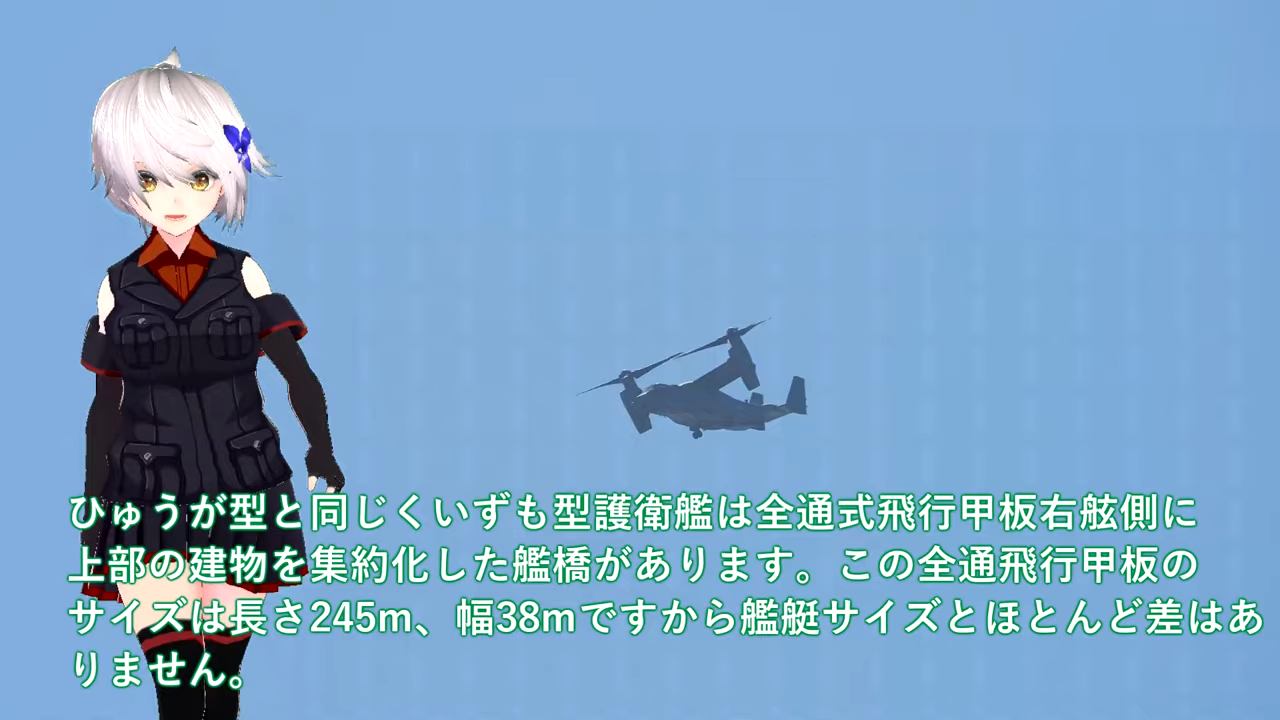 ひゅうが型と同じくいずも型護衛艦は全通式飛行甲板右舷側に
上部の建物を集約化した艦橋があります。この全通飛行甲板の
サイズは長さ245m、幅38mですから艦艇サイズとほとんど差はあ
りません。